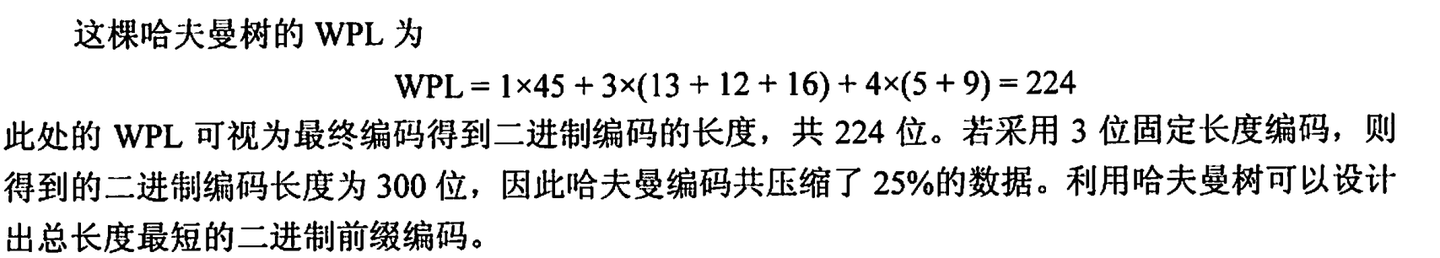 这棵哈夫曼树的 WPL 为
WPL = 1×45 + 3×(13 + 12 + 16) + 4×(5 + 9) = 224
此处的 WPL 可视为最终编码得到二进制编码的长度，共 224 位。若采用 3 位固定长度编码，则
得到的二进制编码长度为 300 位，因此哈夫曼编码共压缩了 25%的数据。利用哈夫曼树可以设计
出总长度最短的二进制前缀编码。